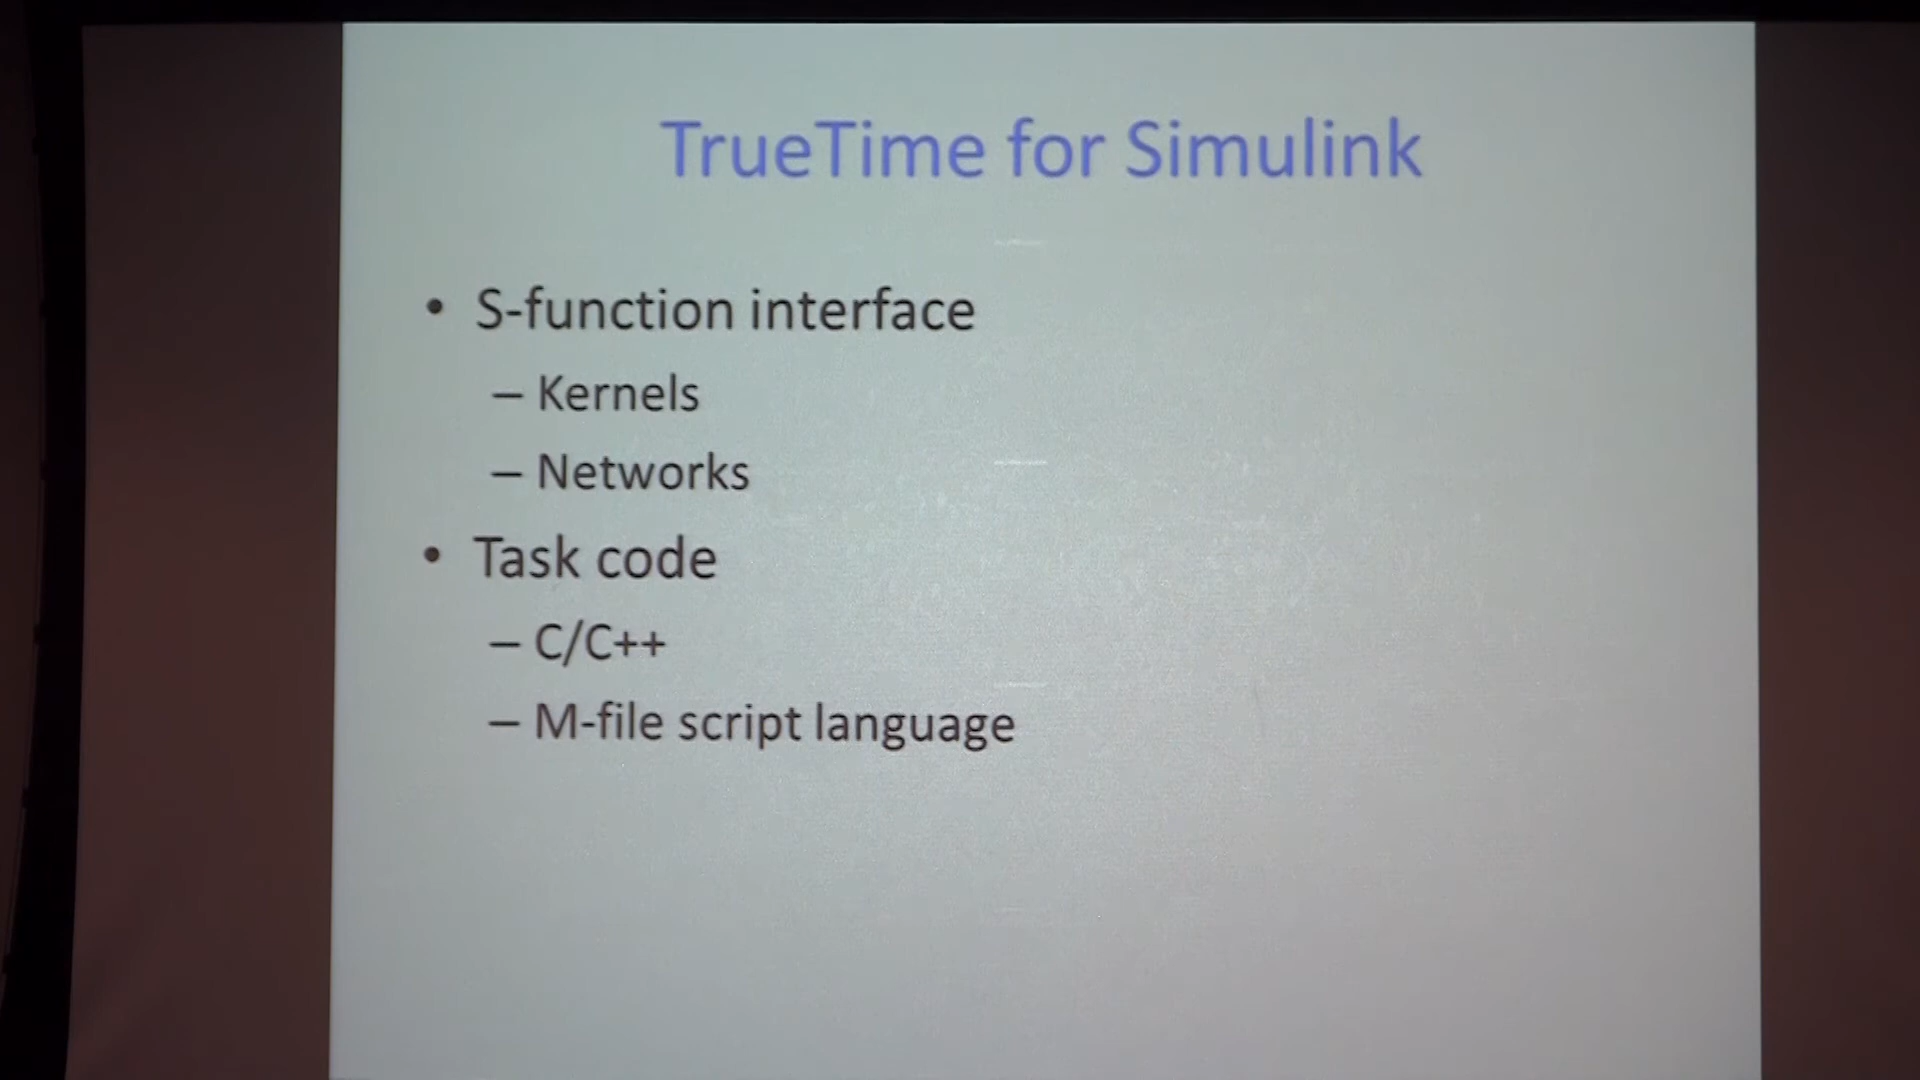 TrueTime for Simulink
• S-function interface
– Kernels
– Networks
• Task code
– C/C++
– M-file script language